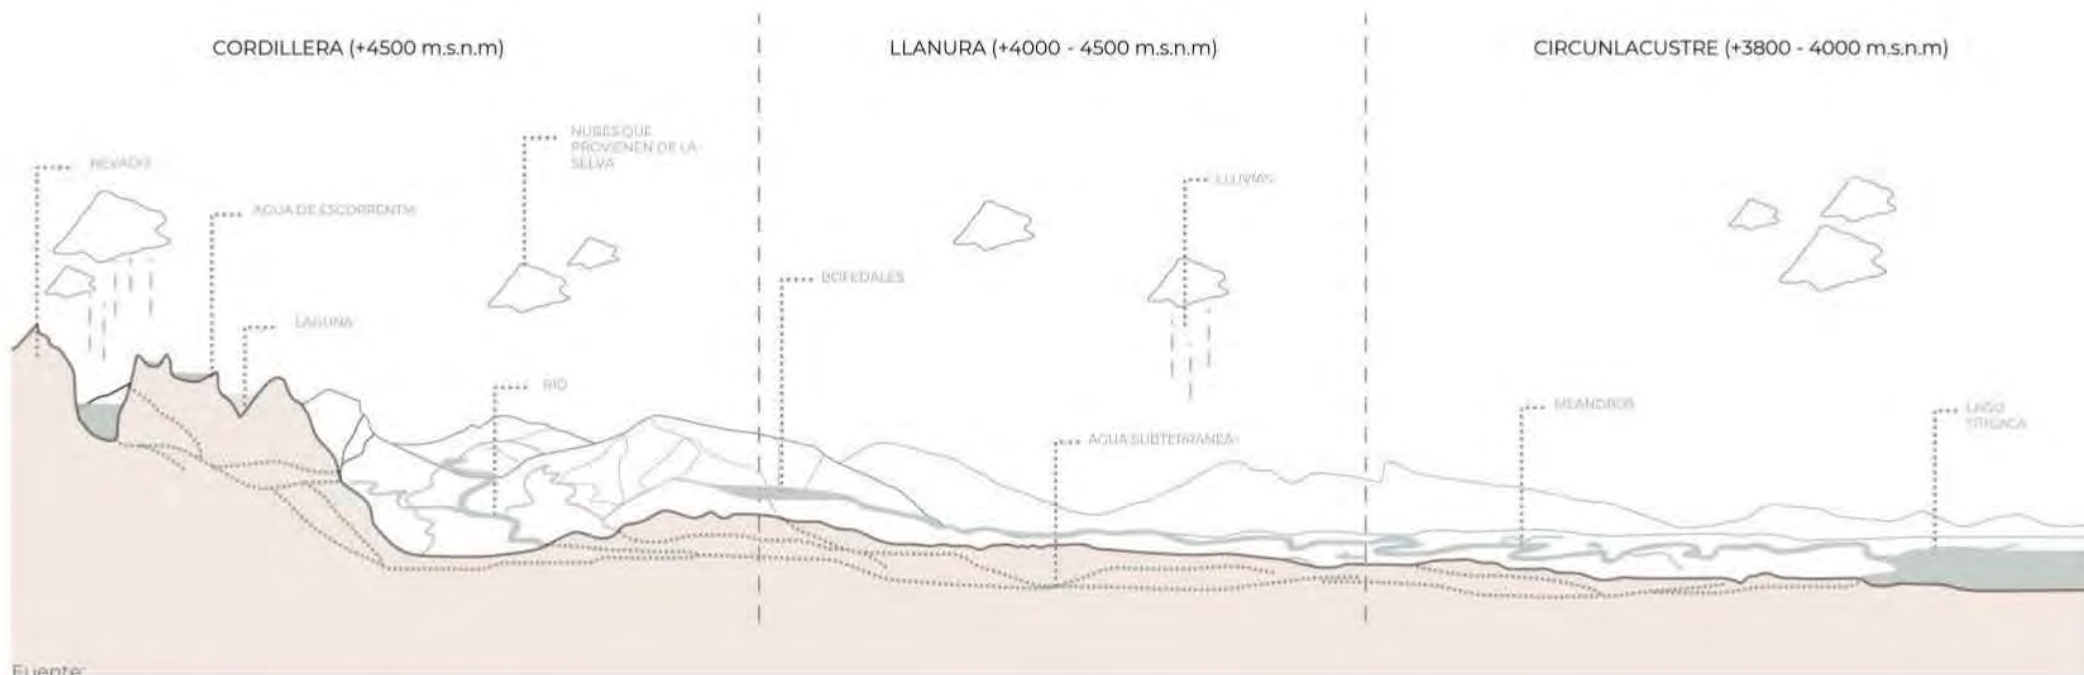 CORDILLERA (+4500 m.s.n.m)
LLANURA (+4000 - 4500 m.s.n.m)
CIRCUNLACUSTRE (+3800 - 4000 m.s.n.m)
NUBES QUE
PROVIENEN DE LA
SELVA
NEVADO
LLUVIAS
AGUA DE ESCORRENTIA
BOFEDALES
LAGUNA
RIO
MEANDROS
LAGO
TITICACA
AGUA SUBTERRANEA
Fuente: